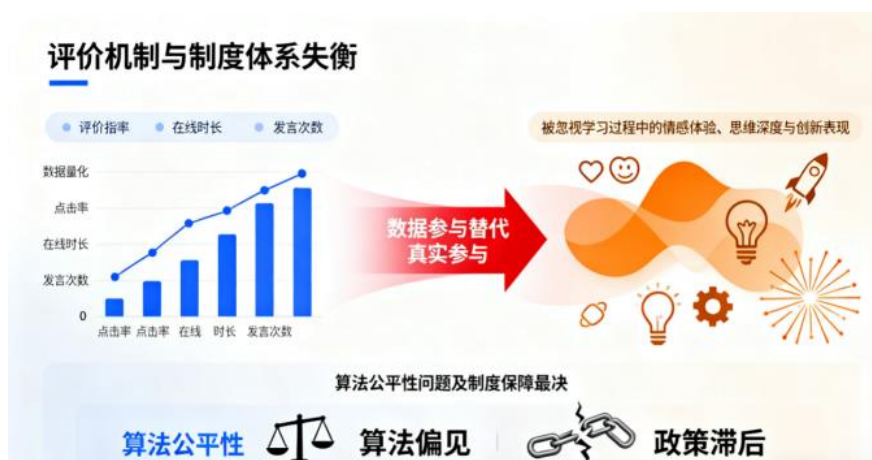 评价机制与制度体系失衡
评价指率 在线时长 发言次数
被忽视学习过程中的情感体验、思维深度与创新表现
数据量化
点击率
在线时长
发言次数
0
点击率 点击率 在线 时长 发言次数
数据参与替代
真实参与
算法公平性问题及制度保障最决
算法公平性 算法偏见 政策滞后